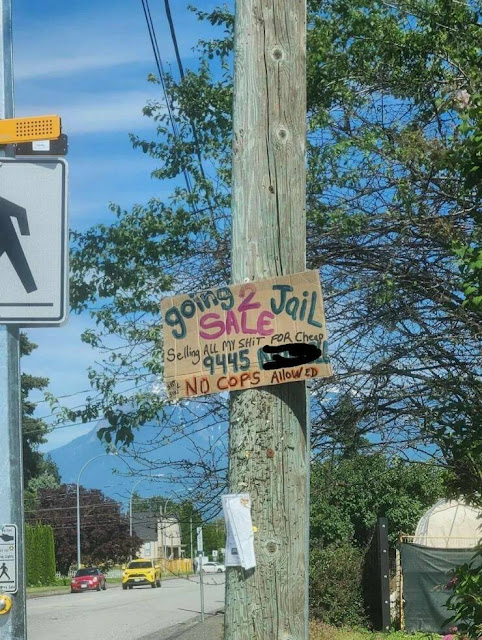 going 2 Jail
SALE
Selling ALL MY SHIT FOR Cheap
9445
NO COPS AllowED